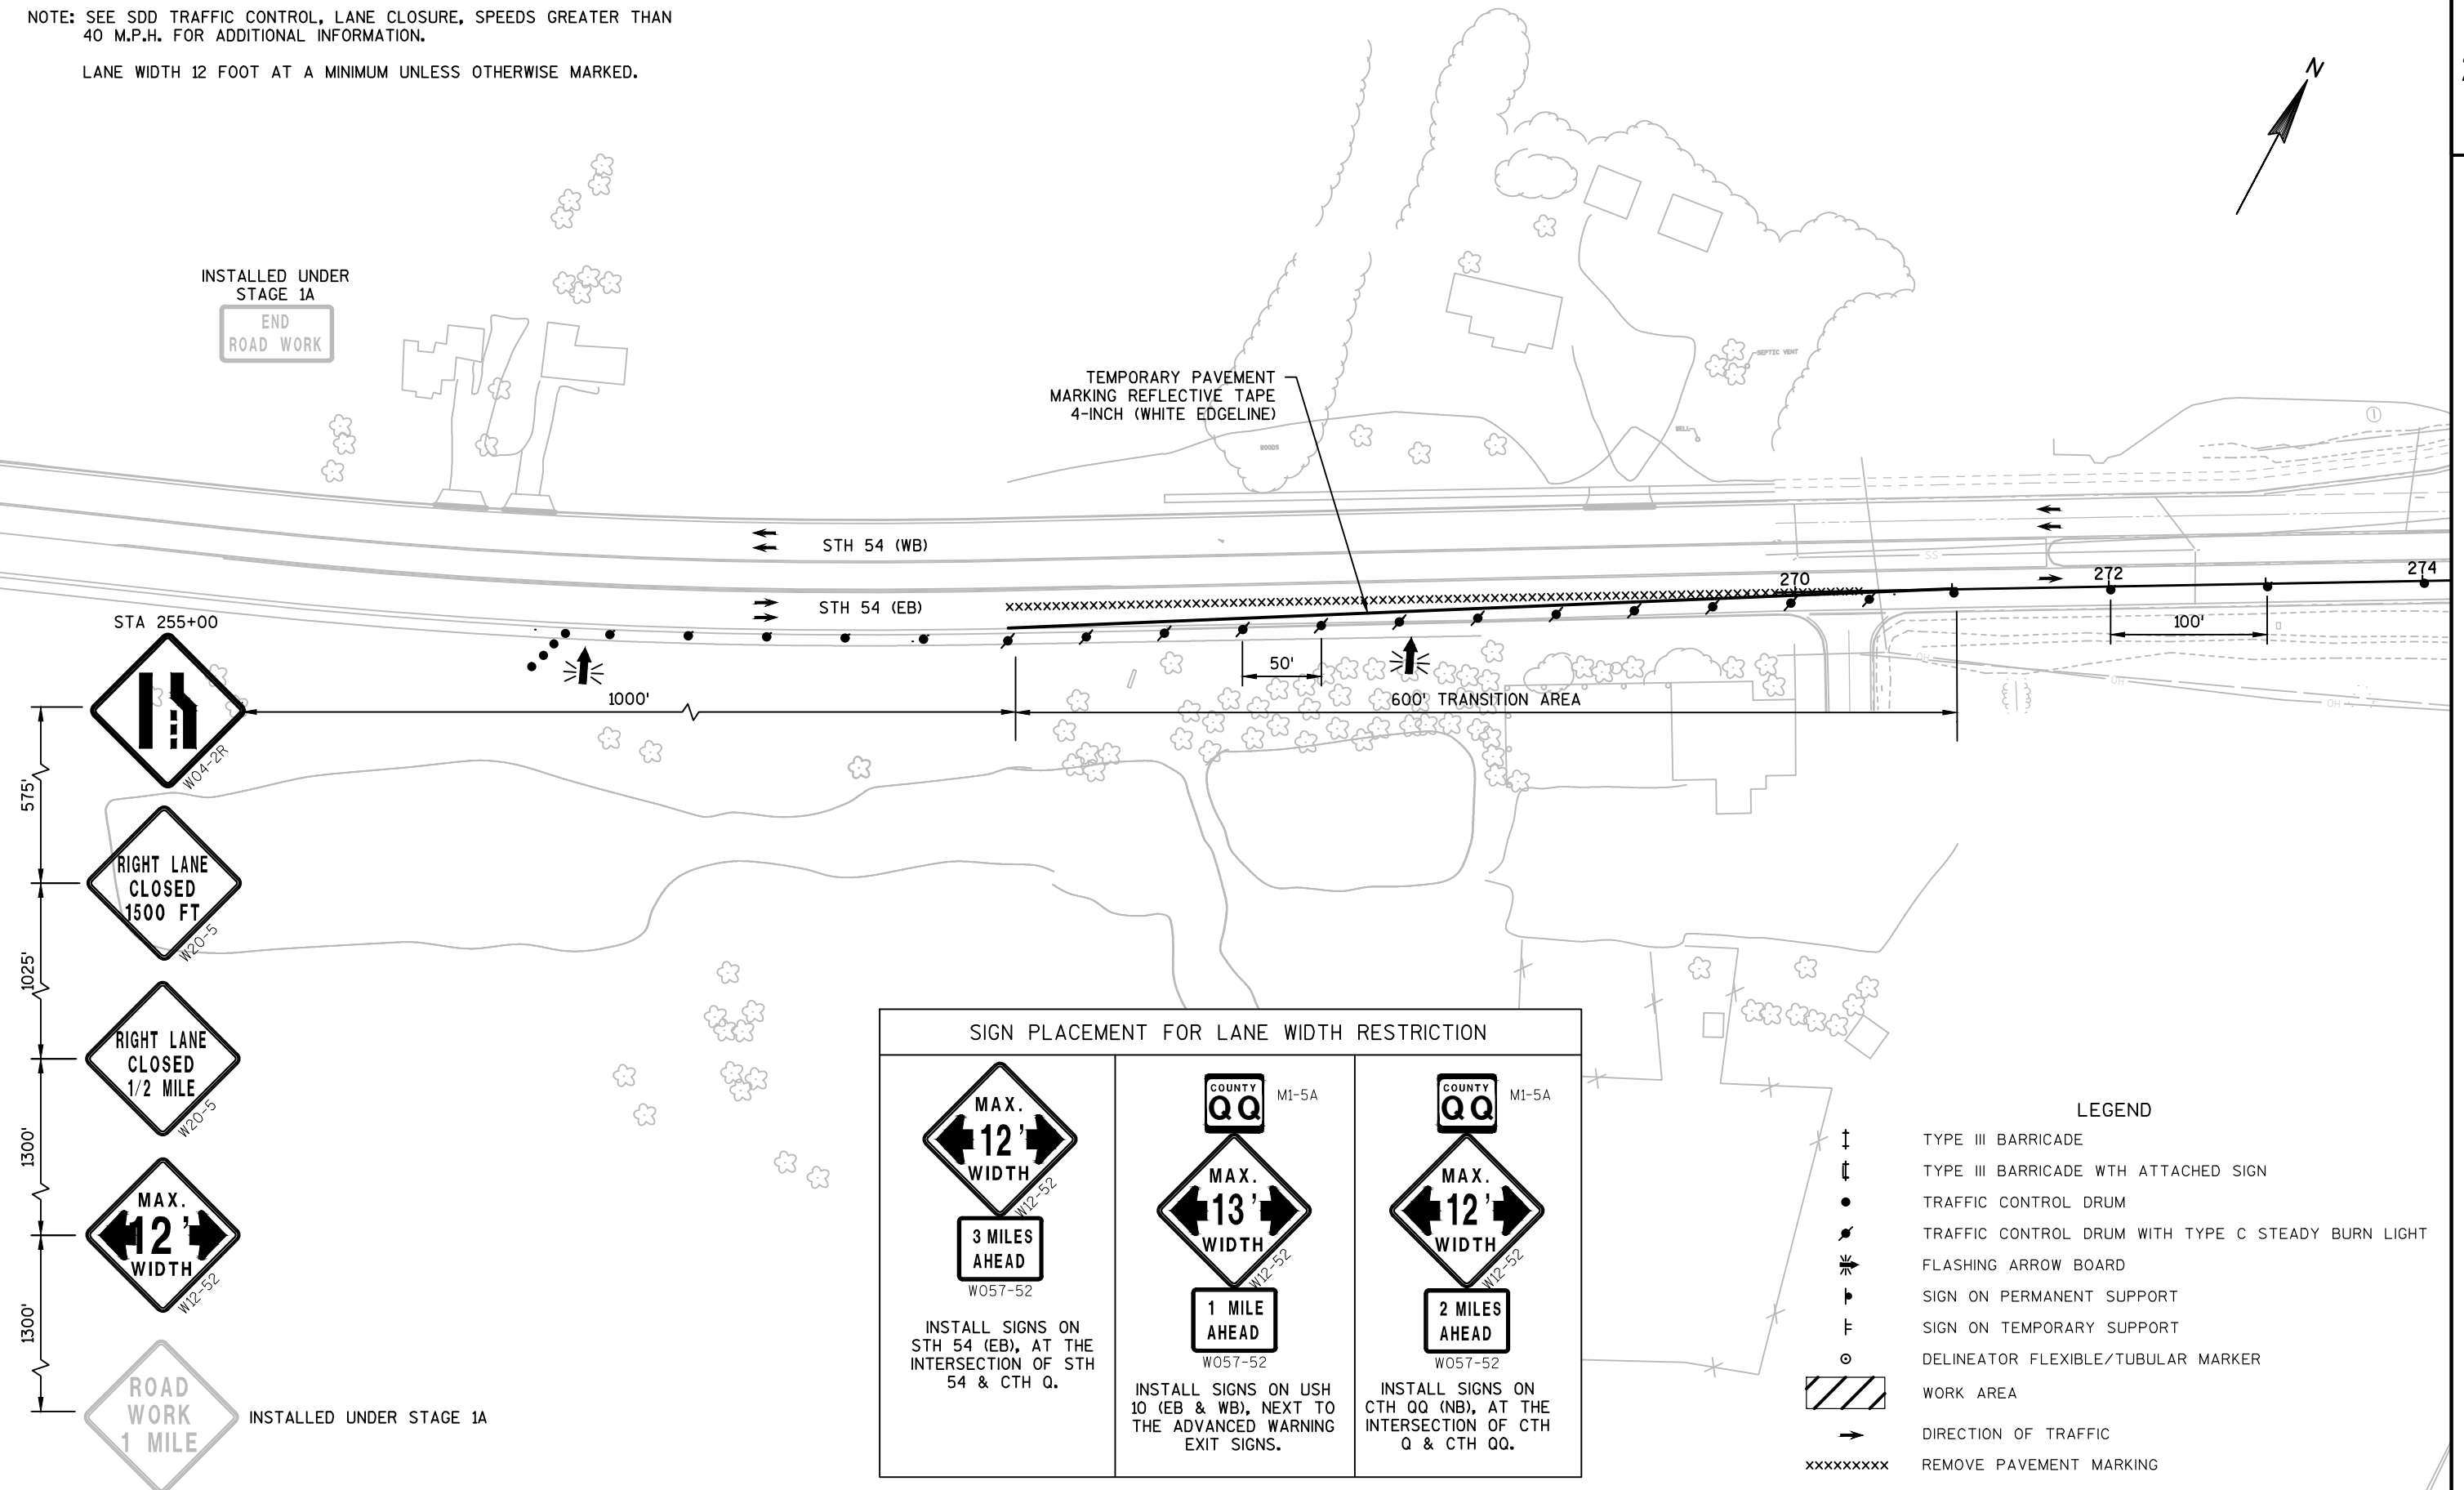 NOTE: SEE SDD TRAFFIC CONTROL, LANE CLOSURE, SPEEDS GREATER THAN
40 M.P.H. FOR ADDITIONAL INFORMATION.
LANE WIDTH 12 FOOT AT A MINIMUM UNLESS OTHERWISE MARKED.
N
INSTALLED UNDER
STAGE 1A
END
ROAD WORK
SEPTIC VENT
TEMPORARY PAVEMENT
MARKING REFLECTIVE TAPE
4-INCH (WHITE EDGELINE)
WOODS
1
STH 54 (WB)
SS
STH 54 (EB)
270
272
274
STA 255+00
100'
50'
OH
OH
OH
1000'
600' TRANSITION AREA
W04-2R
575'
RIGHT LANE
CLOSED
1500 FT
W20-5
1025'
RIGHT LANE
CLOSED
1/2 MILE
W20-5
1300'
MAX.
12'
WIDTH
W12-52
1300'
ROAD
WORK
1 MILE
INSTALLED UNDER STAGE 1A
SIGN PLACEMENT FOR LANE WIDTH RESTRICTION
MAX.
12'
WIDTH
W12-52
3 MILES
AHEAD
W057-52
INSTALL SIGNS ON
STH 54 (EB), AT THE
INTERSECTION OF STH
54 & CTH Q.
COUNTY
QQ
M1-5A
MAX.
13'
WIDTH
W12-52
1 MILE
AHEAD
W057-52
INSTALL SIGNS ON USH
10 (EB & WB), NEXT TO
THE ADVANCED WARNING
EXIT SIGNS.
COUNTY
QQ
M1-5A
MAX.
12'
WIDTH
W12-52
2 MILES
AHEAD
W057-52
INSTALL SIGNS ON
CTH QQ (NB), AT THE
INTERSECTION OF CTH
Q & CTH QQ.
LEGEND
TYPE III BARRICADE
TYPE III BARRICADE WTH ATTACHED SIGN
TRAFFIC CONTROL DRUM
TRAFFIC CONTROL DRUM WITH TYPE C STEADY BURN LIGHT
FLASHING ARROW BOARD
SIGN ON PERMANENT SUPPORT
SIGN ON TEMPORARY SUPPORT
DELINEATOR FLEXIBLE/TUBULAR MARKER
WORK AREA
DIRECTION OF TRAFFIC
REMOVE PAVEMENT MARKING